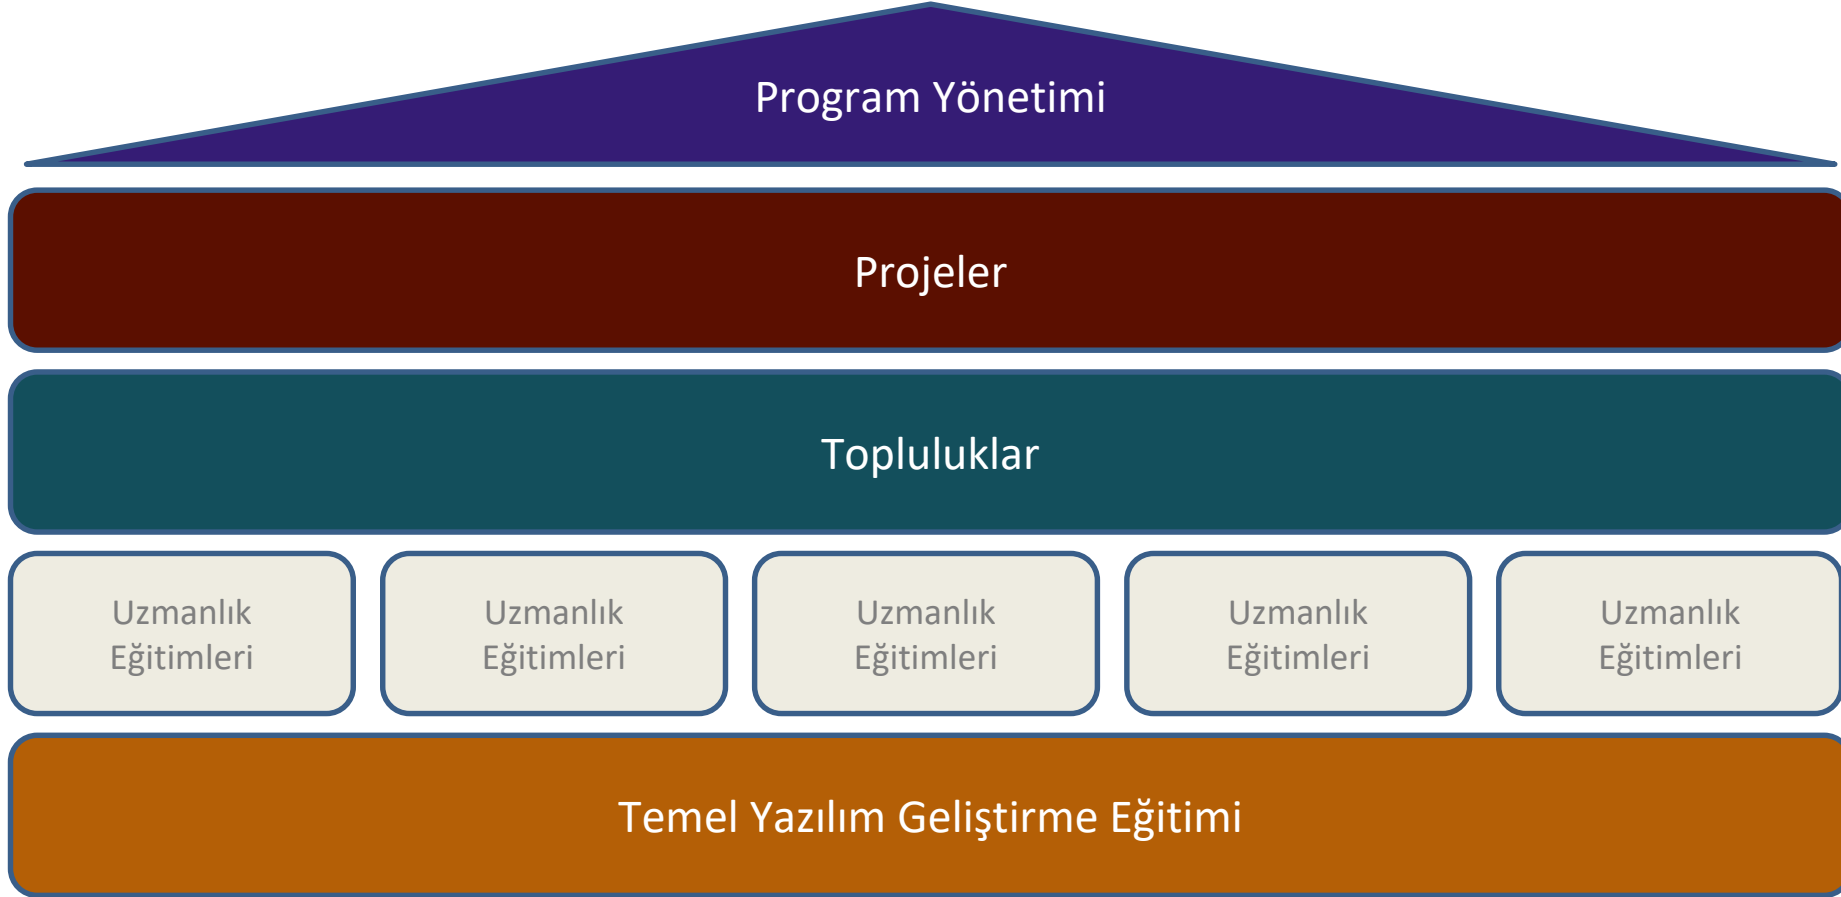 Program Yönetimi
Projeler
Topluluklar
Uzmanlık
Eğitimleri
Uzmanlık
Eğitimleri
Uzmanlık
Eğitimleri
Uzmanlık
Eğitimleri
Uzmanlık
Eğitimleri
Temel Yazılım Geliştirme Eğitimi